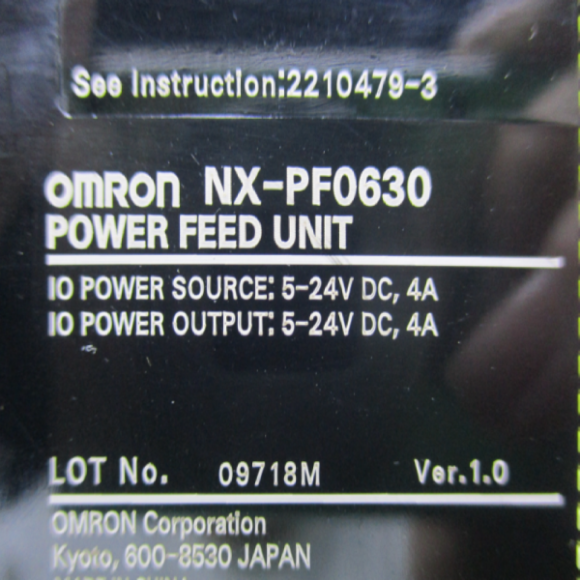 See Instruction:2210479-3
omron NX-PF0630
POWER FEED UNIT
IO POWER SOURCE: 5-24V DC, 4A
IO POWER OUTPUT: 5-24V DC, 4A
LOT No. 09718M Ver.1.0
OMRON Corporation
Kyoto, 600-8530 JAPAN